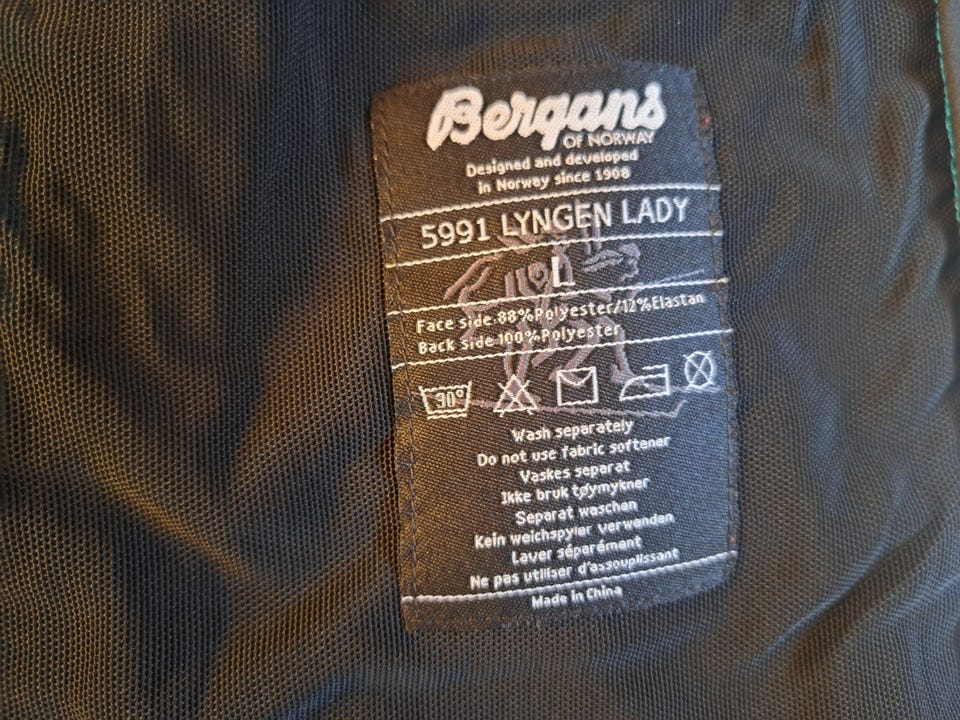 Bergans
OF NORWAY
Designed and developed
in Norway since 1908
5991 LYNGEN LADY
L
Face side 88%Polyester/12%Elastan
Back side 100%Polyester
30°
Wash separately
Do not use fabric softener
Vaskes separat
Ikke bruk tøymykner
Separat waschen
Kein weichspyler verwenden
Laver séparément
Ne pas utiliser d'assouplissant
Made in China